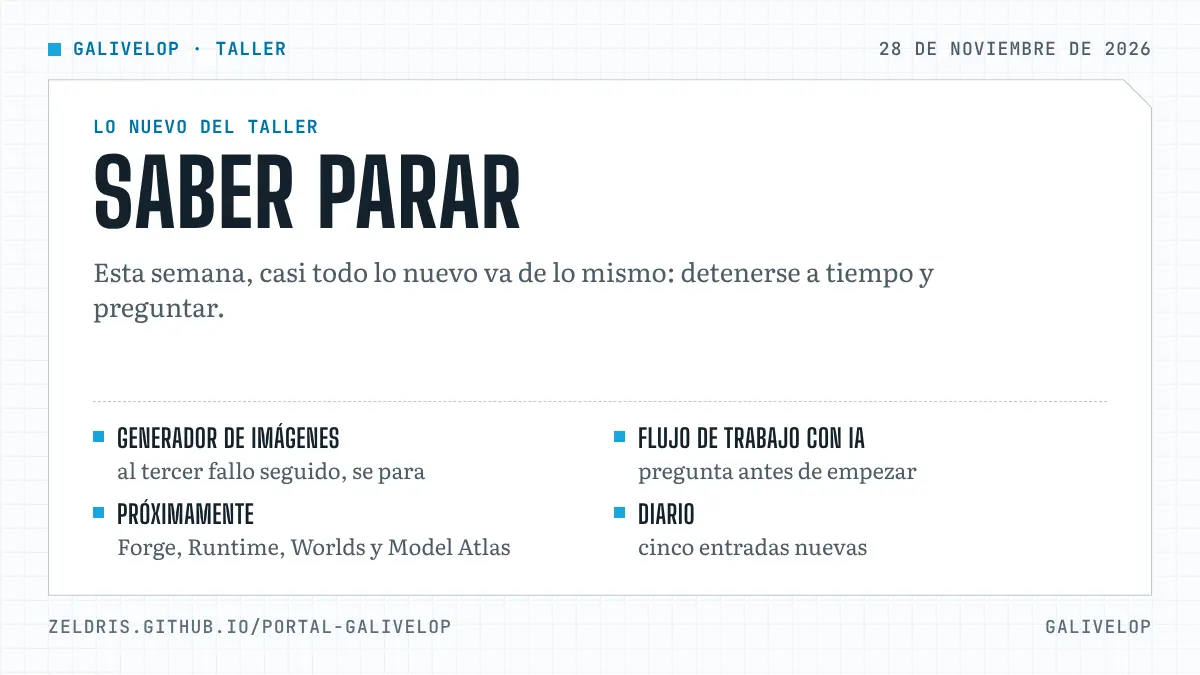 GALIVELOP · TALLER
28 DE NOVIEMBRE DE 2026
LO NUEVO DEL TALLER
SABER PARAR
Esta semana, casi todo lo nuevo va de lo mismo: detenerse a tiempo y
preguntar.
GENERADOR DE IMÁGENES
al tercer fallo seguido, se para
FLUJO DE TRABAJO CON IA
pregunta antes de empezar
PRÓXIMAMENTE
Forge, Runtime, Worlds y Model Atlas
DIARIO
cinco entradas nuevas
ZELDRIS.GITHUB.IO/PORTAL-GALIVELOP
GALIVELOP